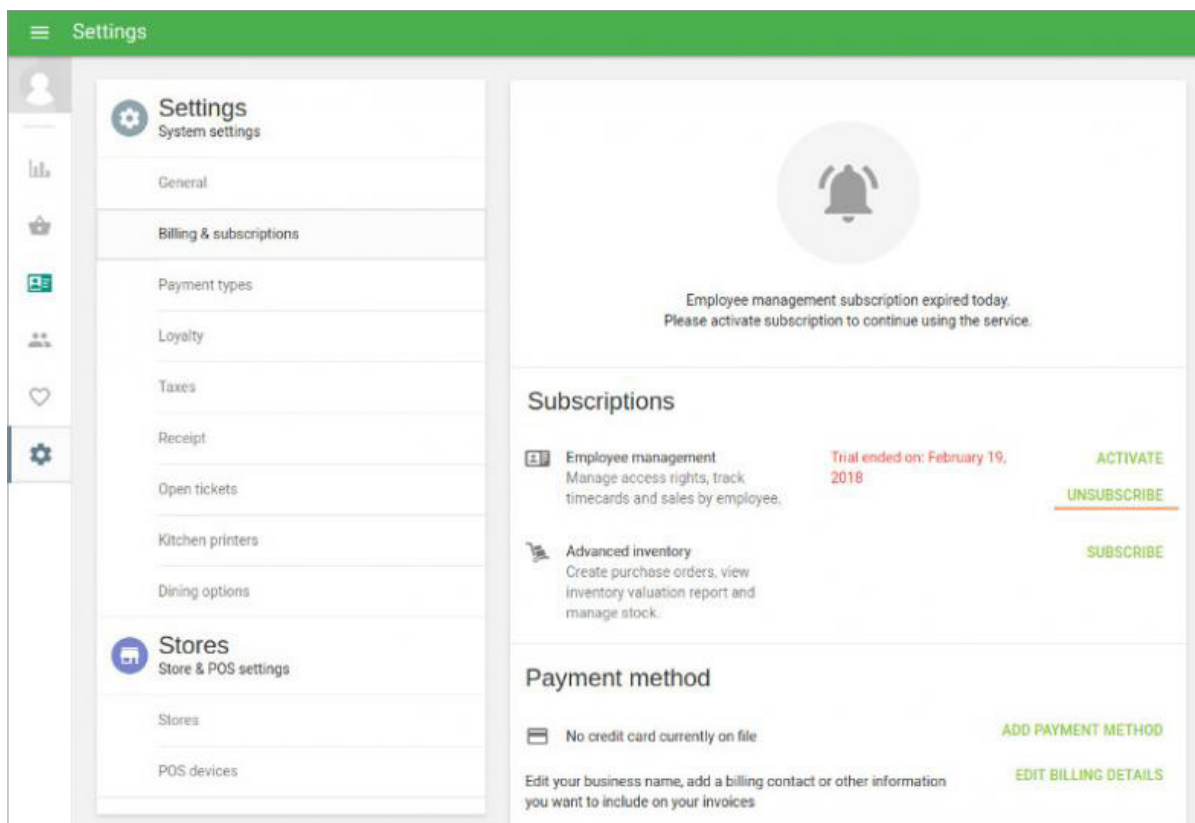 Settings
Settings
System settings
General
Billing & subscriptions
Payment types
Loyalty
Taxes
Receipt
Open tickets
Kitchen printers
Dining options
Stores
Store & POS settings
Stores
POS devices
Employee management subscription expired today.
Please activate subscription to continue using the service.
Subscriptions
Employee management
Manage access rights, track
timecards and sales by employee.
Trial ended on: February 19,
2018
ACTIVATE
UNSUBSCRIBE
Advanced inventory
Create purchase orders, view
inventory valuation report and
manage stock.
SUBSCRIBE
Payment method
No credit card currently on file
ADD PAYMENT METHOD
Edit your business name, add a billing contact or other information
you want to include on your invoices
EDIT BILLING DETAILS